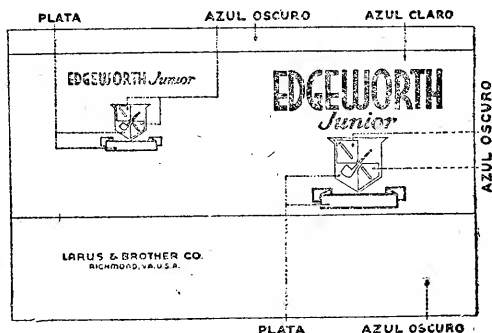 PLATA AZUL OSCURO AZUL CLARO
EDGEWORTH Junior
EDGEWORTH
Junior
AZUL OSCURO
LARUS & BROTHER CO.
RICHMOND, VA. U.S.A.
PLATA AZUL OSCURO